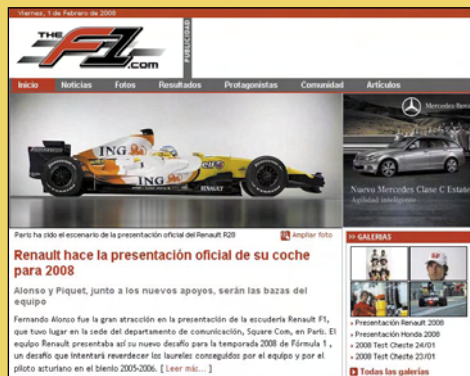 Viernes, 1 de Febrero de 2008
THE F1 .COM
PUBLICIDAD
Inicio Noticias Fotos Resultados Protagonistas Comunidad Artículos
ING
ING
RENAULT
Mercedes-Benz
Nuevo Mercedes Clase C Estate
Agilidad inteligente
París ha sido el escenario de la presentación oficial del Renault R28
Ampliar foto
Renault hace la presentación oficial de su coche
para 2008
Alonso y Piquet, junto a los nuevos apoyos, serán las bazas del
equipo
Fernando Alonso fue la gran atracción en la presentación de la escudería Renault F1,
que tuvo lugar en la sede del departamento de comunicación, Square Com, en París. El
equipo Renault presentaba así su nuevo desafío para la temporada 2008 de Fórmula 1,
un desafío que intentará reverdecer los laureles conseguidos por el equipo y por el
piloto asturiano en el bienio 2005-2006. [ Leer más... ]
>> GALERIAS
Presentación Renault 2008
Presentación Honda 2008
2008 Test Cheste 24/01
2008 Test Cheste 23/01
Todas las galerías